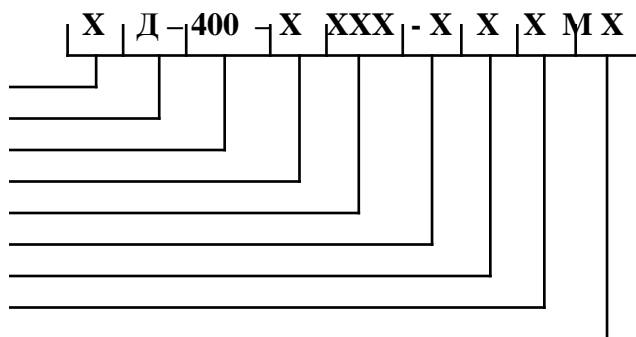 Х Д – 400 – Х ХХХ - Х Х Х М Х